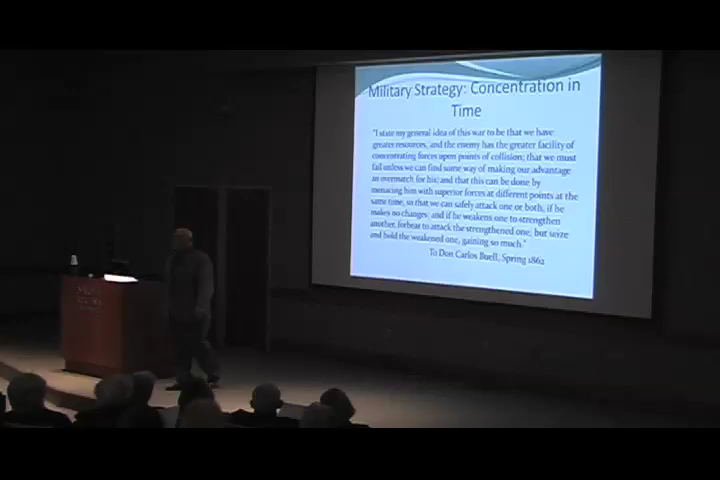 Military Strategy: Concentration in
Time
"I state my general idea of this war to be that we have
greater resources, and the enemy has the greater facility of
concentrating forces upon points of collision; that we must
fail unless we can find some way of making our advantage
an overmatch for his; and that this can be done by
menacing him with superior forces at different points at the
same time, so that we can safely attack one or both, if he
makes no changes; and if he weakens one to strengthen
another, forbear to attack the strengthened one, but seize
and hold the weakened one, gaining so much."
To Don Carlos Buell, Spring 1862